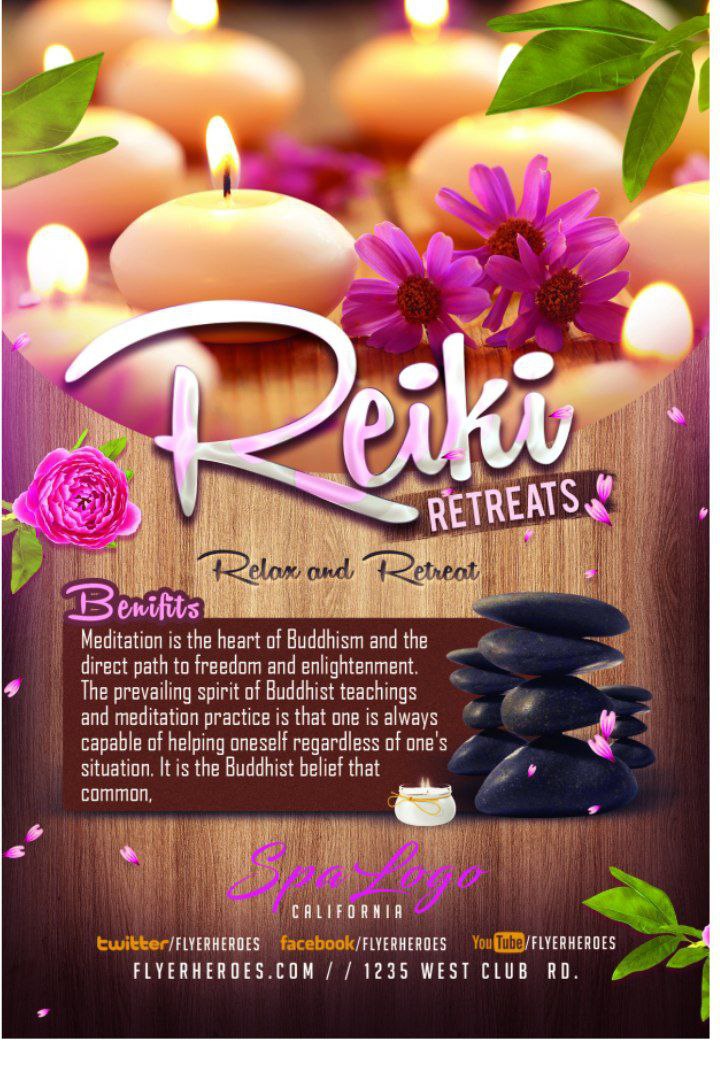 Reiki
RETREATS
Relax and Retreat
Benifits
Meditation is the heart of Buddhism and the
direct path to freedom and enlightenment.
The prevailing spirit of Buddhist teachings
and meditation practice is that one is always
capable of helping oneself regardless of one's
situation. It is the Buddhist belief that
common,
Spa Logo
CALIFORNIA
twitter/FLYERHEROES facebook/FLYERHEROES YouTube/FLYERHEROES
FLYERHEROES.COM // 1235 WEST CLUB RD.